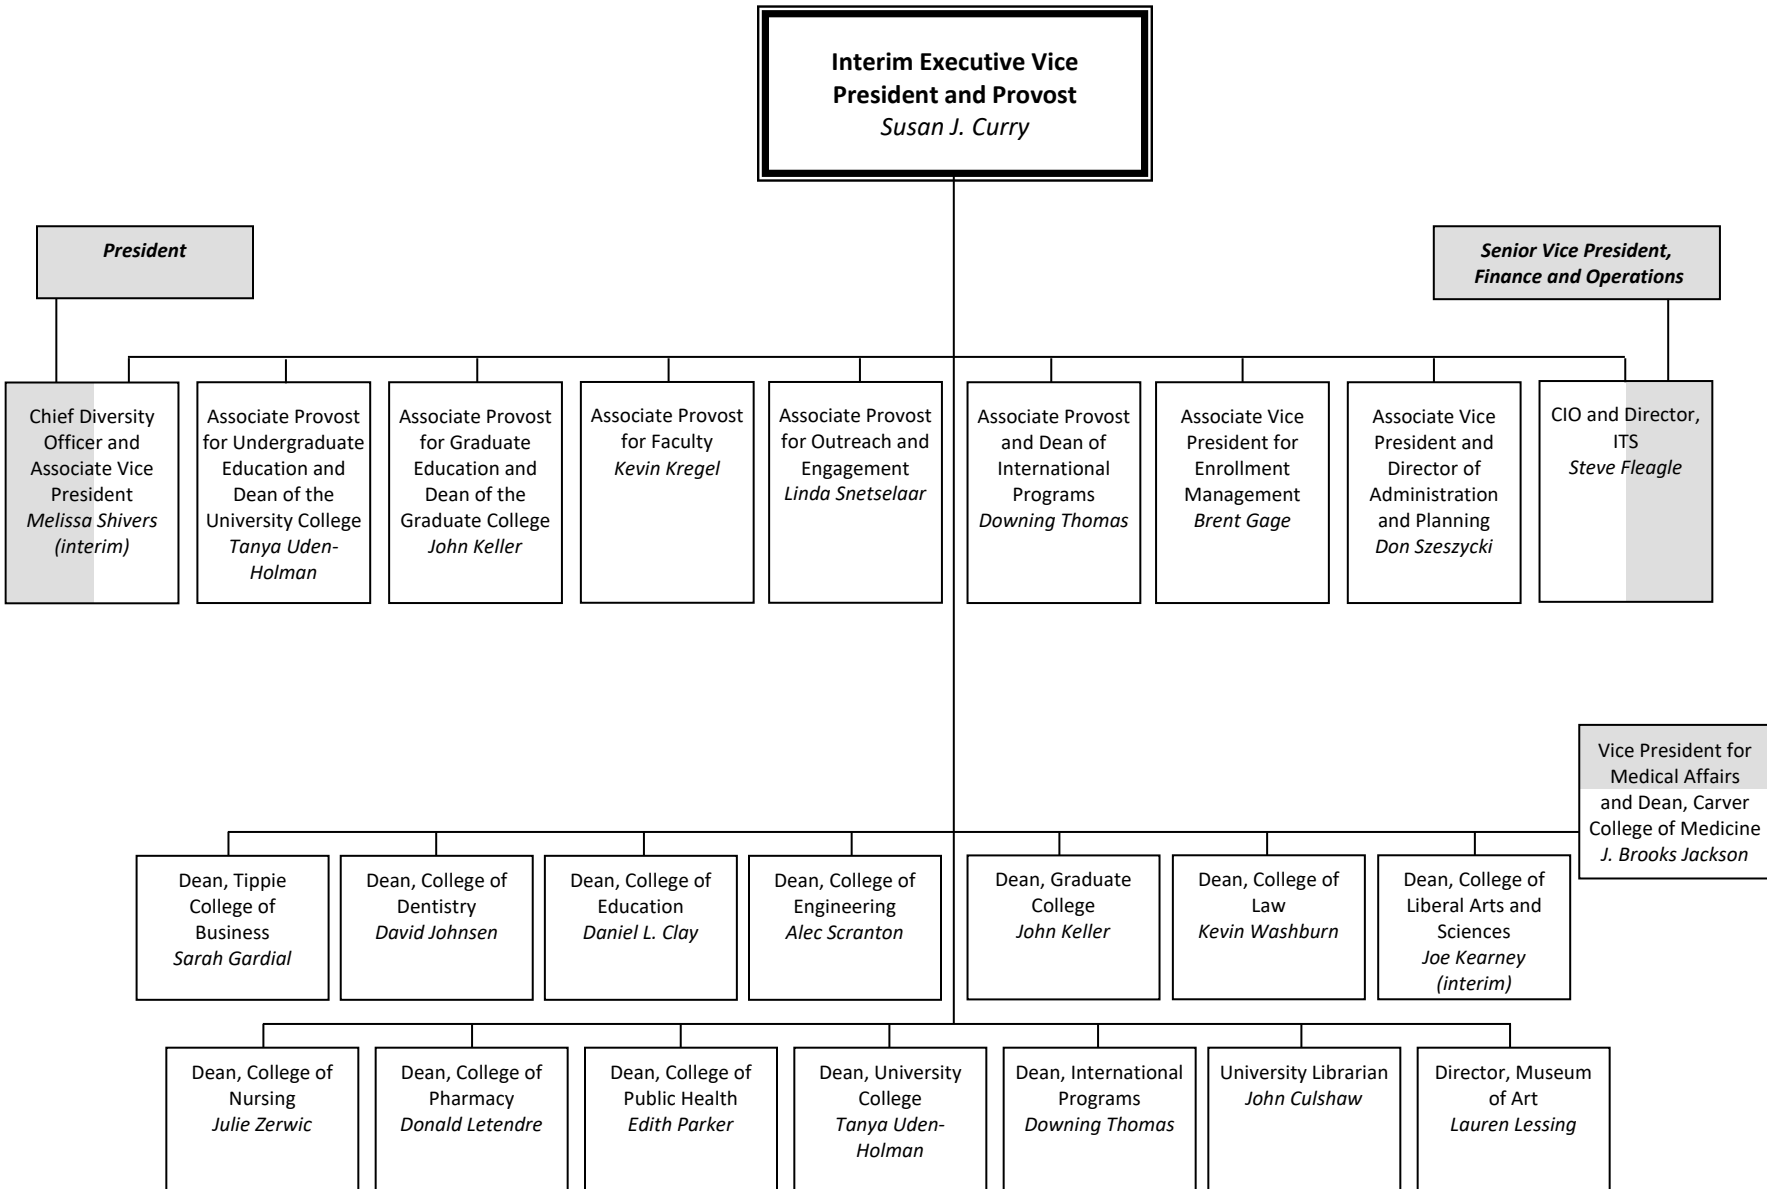 Interim Executive Vice
President and Provost
Susan J. Curry
President
Senior Vice President,
Finance and Operations
Chief Diversity
Officer and
Associate Vice
President
Melissa Shivers
(interim)
Associate Provost
for Undergraduate
Education and
Dean of the
University College
Tanya Uden-
Holman
Associate Provost
for Graduate
Education and
Dean of the
Graduate College
John Keller
Associate Provost
for Faculty
Kevin Kregel
Associate Provost
for Outreach and
Engagement
Linda Snetselaar
Associate Provost
and Dean of
International
Programs
Downing Thomas
Associate Vice
President for
Enrollment
Management
Brent Gage
Associate Vice
President and
Director of
Administration
and Planning
Don Szeszycki
CIO and Director,
ITS
Steve Fleagle
Vice President for
Medical Affairs
and Dean, Carver
College of Medicine
J. Brooks Jackson
Dean, Tippie
College of
Business
Sarah Gardial
Dean, College of
Dentistry
David Johnsen
Dean, College of
Education
Daniel L. Clay
Dean, College of
Engineering
Alec Scranton
Dean, Graduate
College
John Keller
Dean, College of
Law
Kevin Washburn
Dean, College of
Liberal Arts and
Sciences
Joe Kearney
(interim)
Dean, College of
Nursing
Julie Zerwic
Dean, College of
Pharmacy
Donald Letendre
Dean, College of
Public Health
Edith Parker
Dean, University
College
Tanya Uden-
Holman
Dean, International
Programs
Downing Thomas
University Librarian
John Culshaw
Director, Museum
of Art
Lauren Lessing